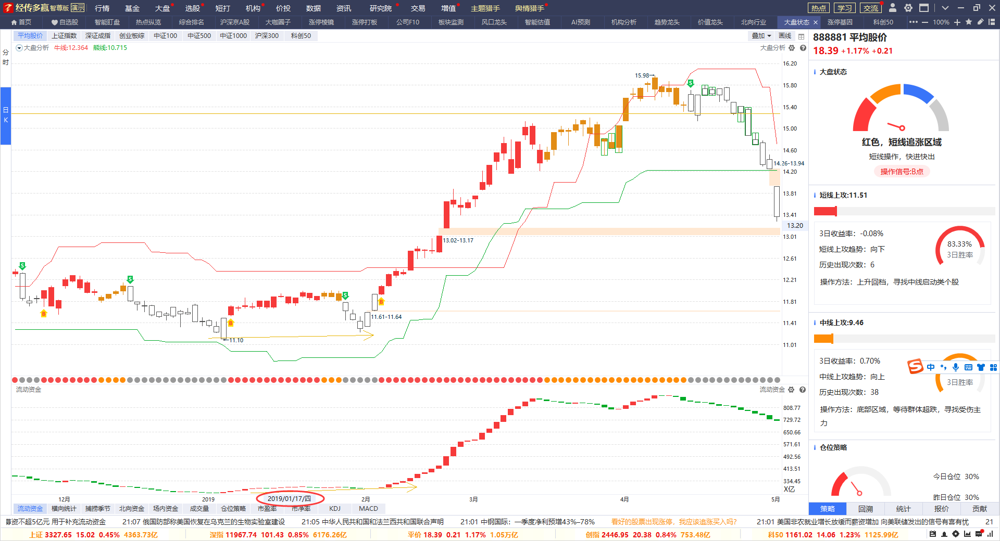 经传多赢 智尊版 演示 行情 基金 大盘 选股 短打 机构 价投 数据 资讯 研究院 交易 增值 主题猎手 舆情猎手 热点 学习 交流
首页 自选股 智能盯盘 热点纵览 综合排名 沪深京A股 大咖圈子 涨停棱镜 涨停打板 公司F10 板块监测 风口龙头 智能估值 AI预测 机构分析 趋势龙头 价值龙头 北向行业 大盘状态 × 涨停基因 科创50 100%
平均股价 上证指数 深证成指 创业板综 中证100 中证500 中证1000 沪深300 科创50 叠加 画线
大盘分析 牛线:12.364 熊线:10.715 大盘分析
分时
日K
16.20
15.80
15.40
15.00
14.60
14.20
13.81
13.41
13.20
13.01
12.61
12.21
11.81
11.41
11.01
15.98
14.26-13.94
13.02-13.17
11.61-11.64
11.10
S
B
S
B
S
B
S
流动资金 流动资金
808.77
729.72
650.66
571.61
492.56
413.51
334.45
X亿
12月 2019 2019/01/17/四 2月 3月 4月 5月
流动资金 横向统计 捕捞季节 北向资金 场内资金 成交量 仓位策略 市盈率 市净率 KDJ MACD
888881 平均股价
18.39 +1.17% +0.21
大盘状态
红色，短线追涨区域
短线操作，快进快出
操作信号:B点
短线上攻:11.51
3日收益率：-0.08%
短线上攻趋势：向下
历史出现次数：6
83.33%
3日胜率
操作方法：上升回档，寻找中线启动类个股
中线上攻:9.46
3日收益率：0.70%
中线上攻趋势：向上
历史出现次数：38
3日胜率
操作方法：底部区域，等待群体超跌，寻找受伤主力
中
仓位策略
今日仓位 30%
昨日仓位 30%
策略 回溯 统计 报价 贡献
募资不超5亿元 用于补充流动资金 21:07 俄国防部称美国恢复在乌克兰的生物实验室建设 21:05 中华人民共和国和法兰西共和国联合声明 21:01 中钢国际：一季度净利预增43%–78% 看好的股票出现涨停，我应该追涨买入吗? 21:01 美国非农就业增长放缓而薪资增加 向美联储发出的信号有喜有忧 21
上证 3327.65 15.02 0.45% 4363.73亿 深指 11967.74 101.43 0.85% 6176.26亿 平价 18.39 0.21 1.17% 1.05万亿 创指 2446.95 20.38 0.84% 753.48亿 科50 1161.02 14.06 1.23% 1125.99亿